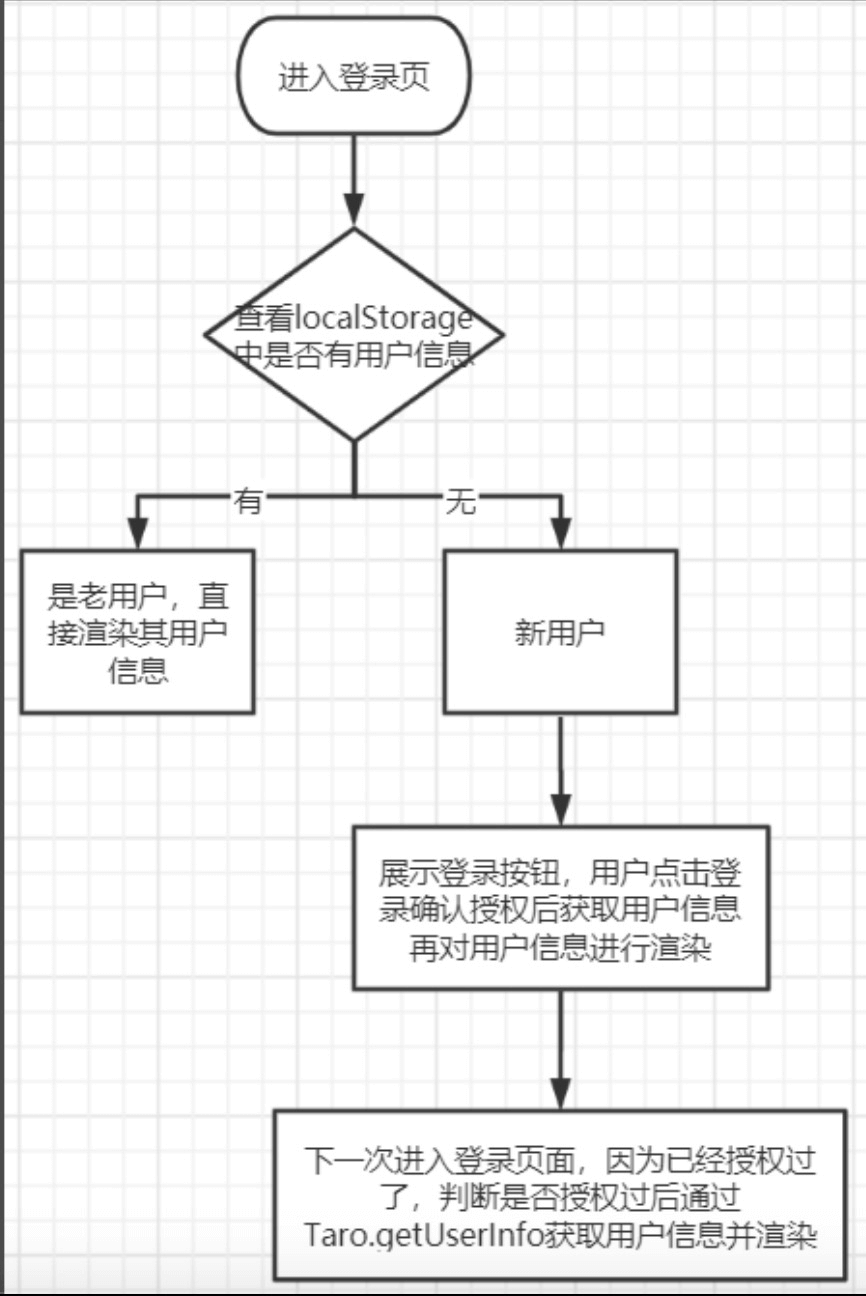 进入登录页
查看localStorage
中是否有用户信息
有
无
是老用户，直
接渲染其用户
信息
新用户
展示登录按钮，用户点击登
录确认授权后获取用户信息
再对用户信息进行渲染
下一次进入登录页面，因为已经授权过
了，判断是否授权过后通过
Taro.getUserInfo获取用户信息并渲染